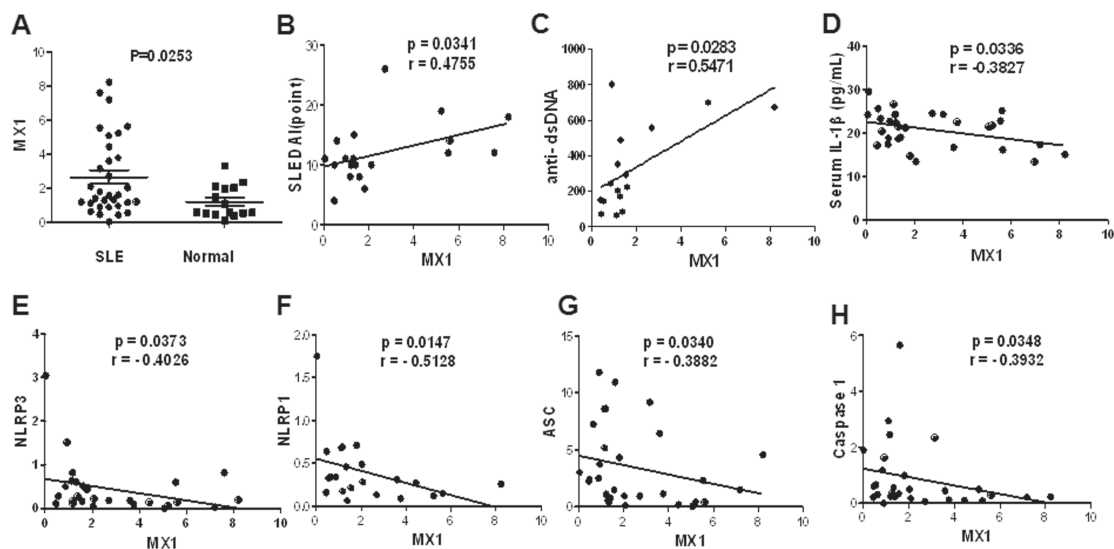 A
P=0.0253
MX1
10
8
6
4
2
0
SLE
Normal
B
p = 0.0341
r = 0.4755
SLEDAI(point)
30
20
10
0
0
2
4
6
8
10
MX1
C
p = 0.0283
r = 0.5471
anti-dsDNA
1000
800
600
400
200
0
0
2
4
6
8
10
MX1
D
p = 0.0336
r = -0.3827
Serum IL-1β (pg/mL)
40
30
20
10
0
0
2
4
6
8
10
MX1
E
p = 0.0373
r = - 0.4026
NLRP3
4
3
2
1
0
0
2
4
6
8
10
MX1
F
p = 0.0147
r = - 0.5128
NLRP1
2.0
1.5
1.0
0.5
0.0
0
2
4
6
8
10
MX1
G
p = 0.0340
r = - 0.3882
ASC
15
10
5
0
0
2
4
6
8
10
MX1
H
p = 0.0348
r = - 0.3932
Caspase 1
6
4
2
0
0
2
4
6
8
10
MX1